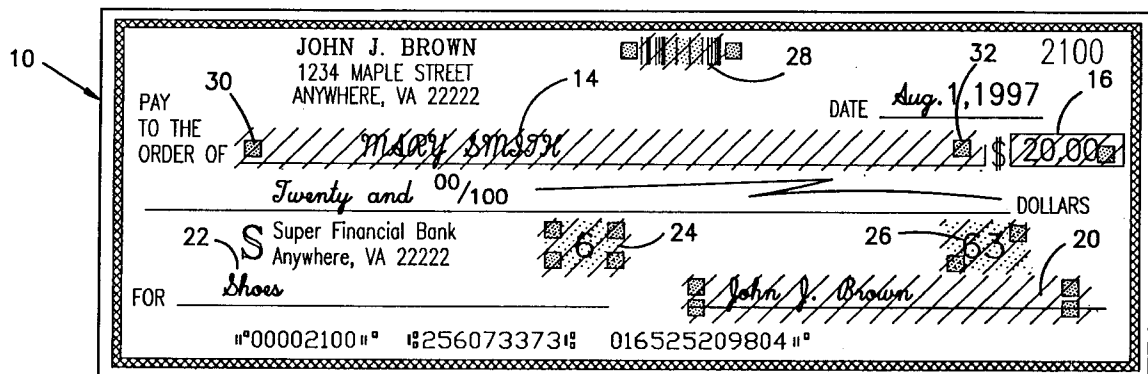 JOHN J. BROWN
1234 MAPLE STREET
ANYWHERE, VA 22222
2100
10
28
32
30
14
16
DATE Aug. 1, 1997
PAY
TO THE
ORDER OF MARY SMITH $ 20,00
Twenty and 00/100 DOLLARS
22
S Super Financial Bank
Anywhere, VA 22222
6
24
26
63
20
FOR Shoes
John J. Brown
⑈00002100⑈ ⑆256073373⑆ 016525209804⑈